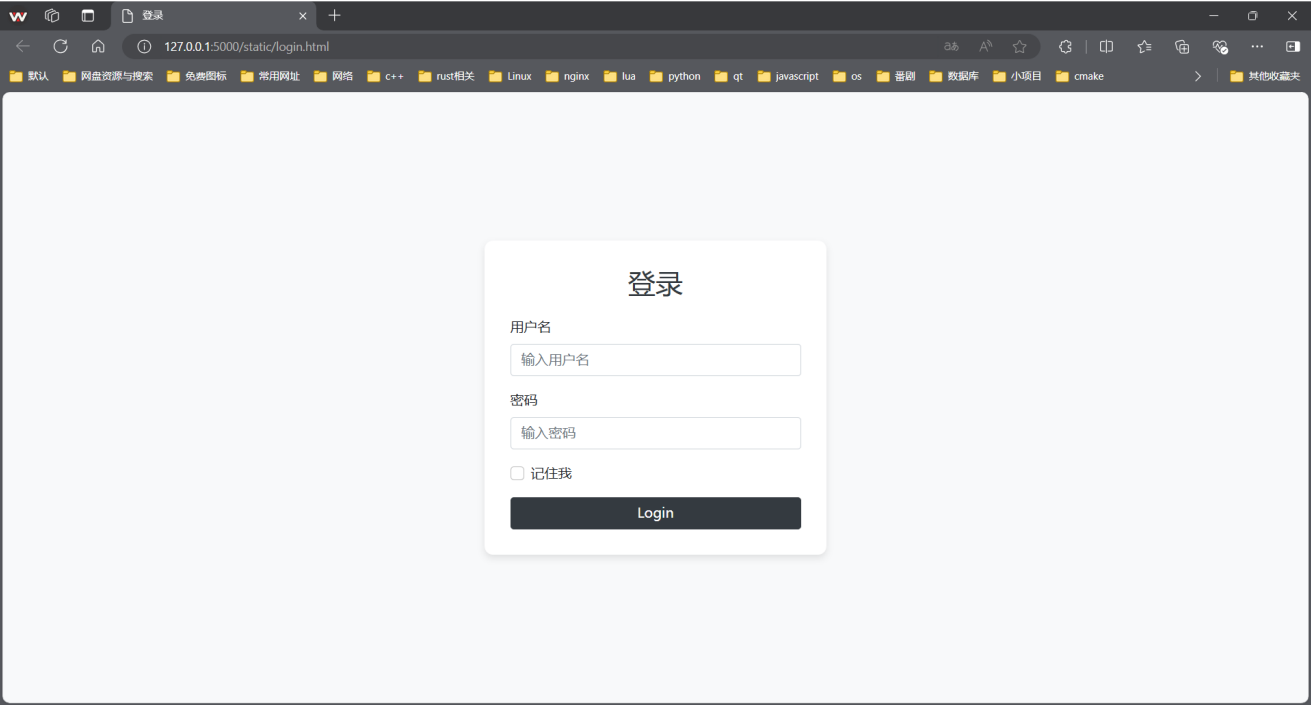 登录
127.0.0.1:5000/static/login.html
默认 网盘资源与搜索 免费图标 常用网址 网络 c++ rust相关 Linux nginx lua python qt javascript os 番剧 数据库 小项目 cmake 其他收藏夹
登录
用户名
输入用户名
密码
输入密码
记住我
Login